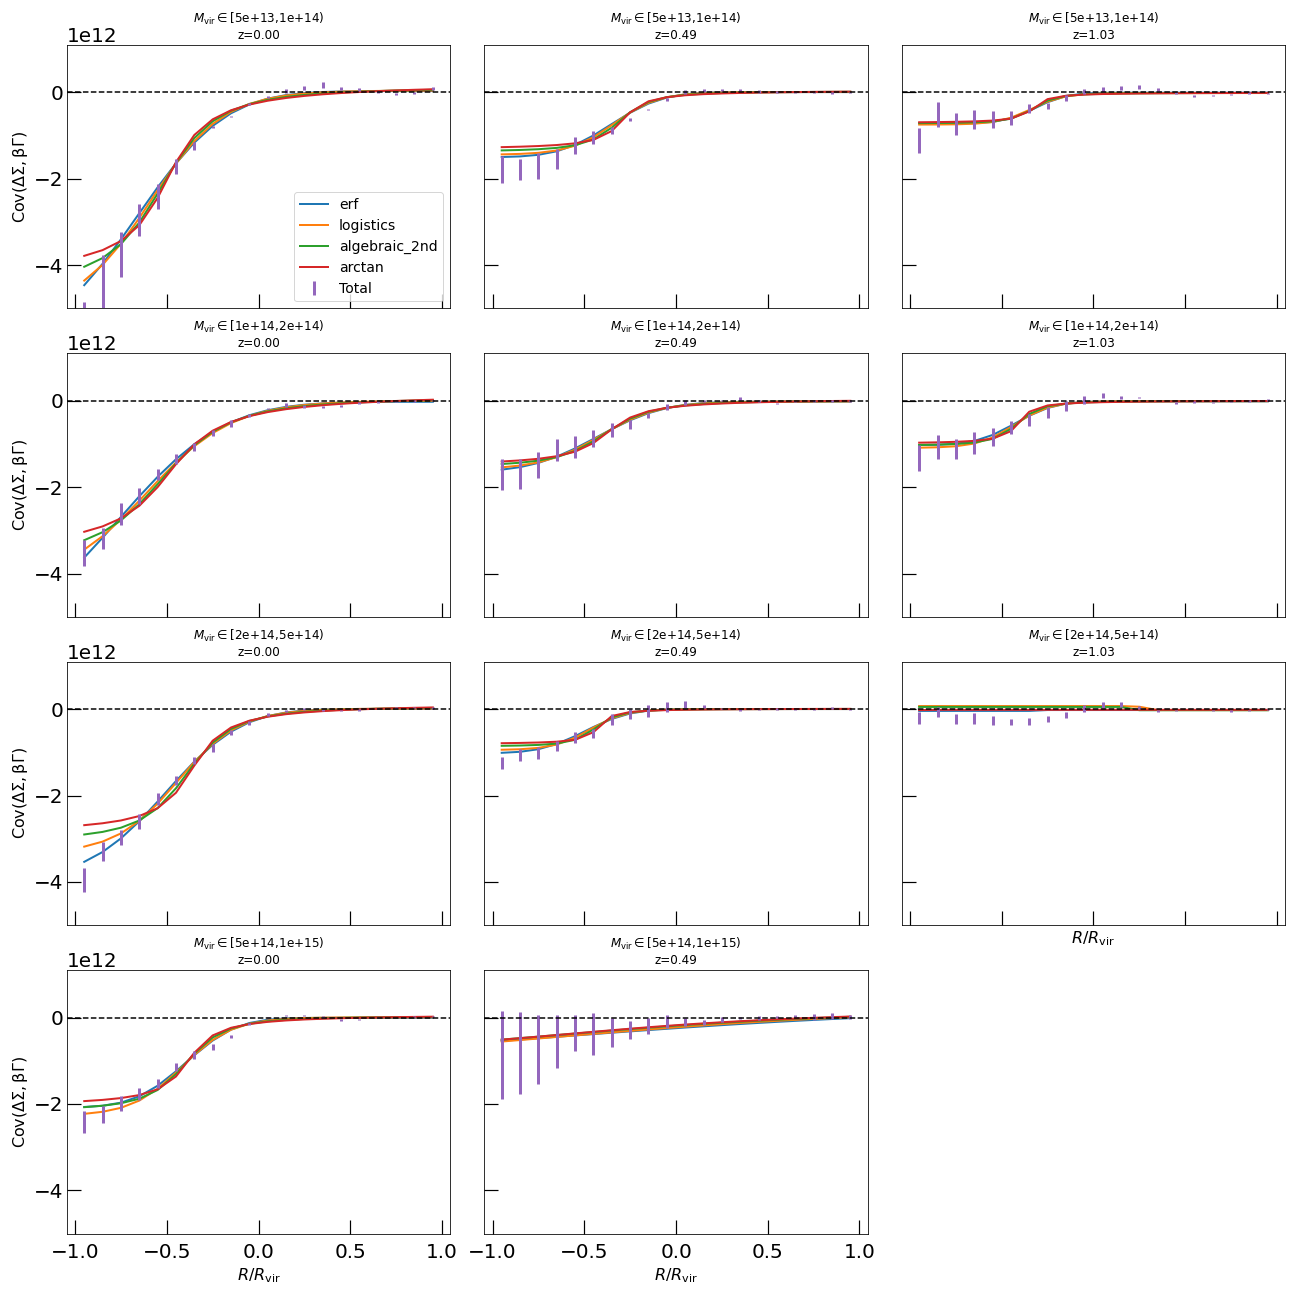 M_vir ∈ [5e+13,1e+14)
z=0.00
M_vir ∈ [5e+13,1e+14)
z=0.49
M_vir ∈ [5e+13,1e+14)
z=1.03
1e12
0
−2
−4
Cov(ΔΣ, βΓ)
erf
logistics
algebraic_2nd
arctan
Total
M_vir ∈ [1e+14,2e+14)
z=0.00
M_vir ∈ [1e+14,2e+14)
z=0.49
M_vir ∈ [1e+14,2e+14)
z=1.03
1e12
0
−2
−4
Cov(ΔΣ, βΓ)
M_vir ∈ [2e+14,5e+14)
z=0.00
M_vir ∈ [2e+14,5e+14)
z=0.49
M_vir ∈ [2e+14,5e+14)
z=1.03
1e12
0
−2
−4
Cov(ΔΣ, βΓ)
R/R_vir
M_vir ∈ [5e+14,1e+15)
z=0.00
M_vir ∈ [5e+14,1e+15)
z=0.49
1e12
0
−2
−4
Cov(ΔΣ, βΓ)
−1.0 −0.5 0.0 0.5 1.0
R/R_vir
−1.0 −0.5 0.0 0.5 1.0
R/R_vir